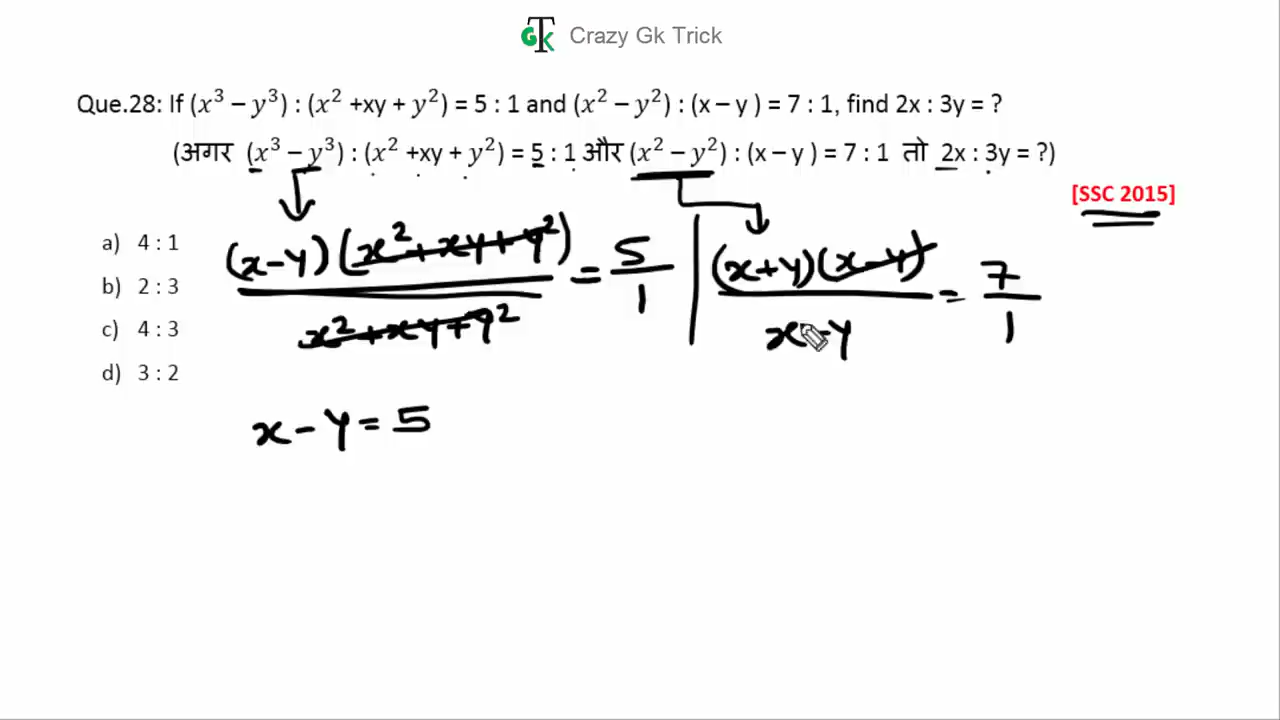 GTK Crazy Gk Trick
Que.28: If (x³ – y³) : (x² +xy + y²) = 5 : 1 and (x² – y²) : (x – y ) = 7 : 1, find 2x : 3y = ?
(अगर (x³ – y³) : (x² +xy + y²) = 5 : 1 और (x² – y²) : (x – y ) = 7 : 1 तो 2x : 3y = ?)
[SSC 2015]
a) 4 : 1
b) 2 : 3
c) 4 : 3
d) 3 : 2
(x-y)(x²+xy+y²) = 5
x²+xy+y² 1
(x+y)(x-y) = 7
x-y 1
x-y=5